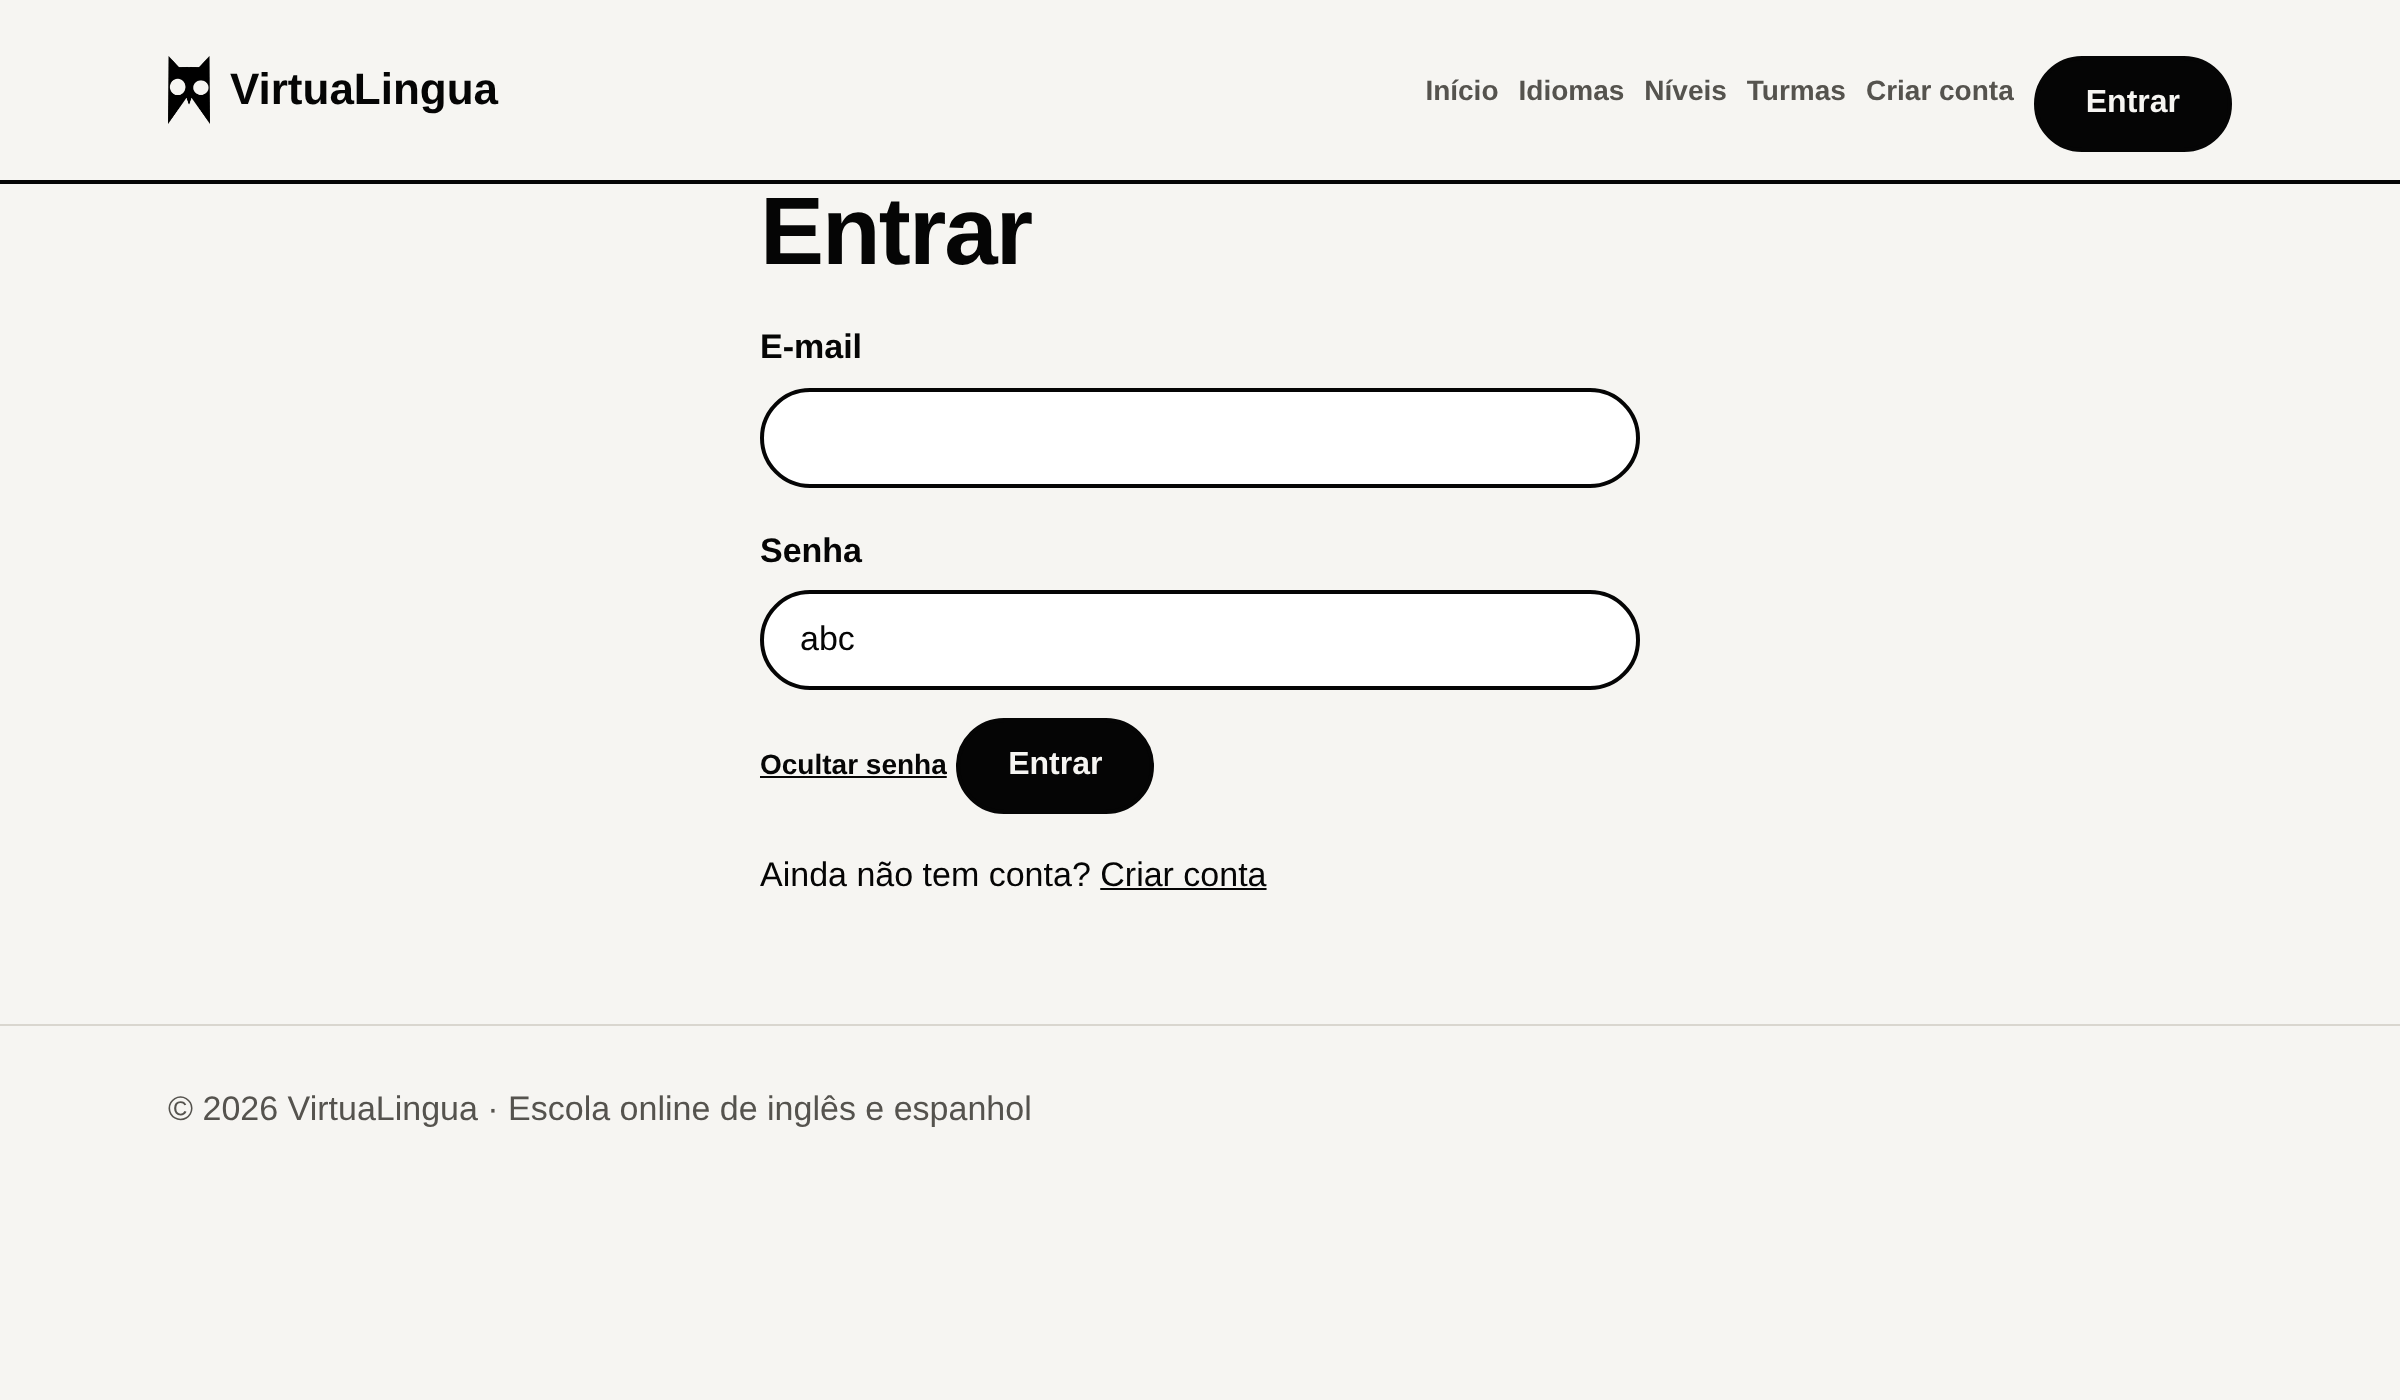 VirtuaLingua
Início Idiomas Níveis Turmas Criar conta Entrar
Entrar
E-mail
Senha
abc
Ocultar senha Entrar
Ainda não tem conta? Criar conta
© 2026 VirtuaLingua · Escola online de inglês e espanhol